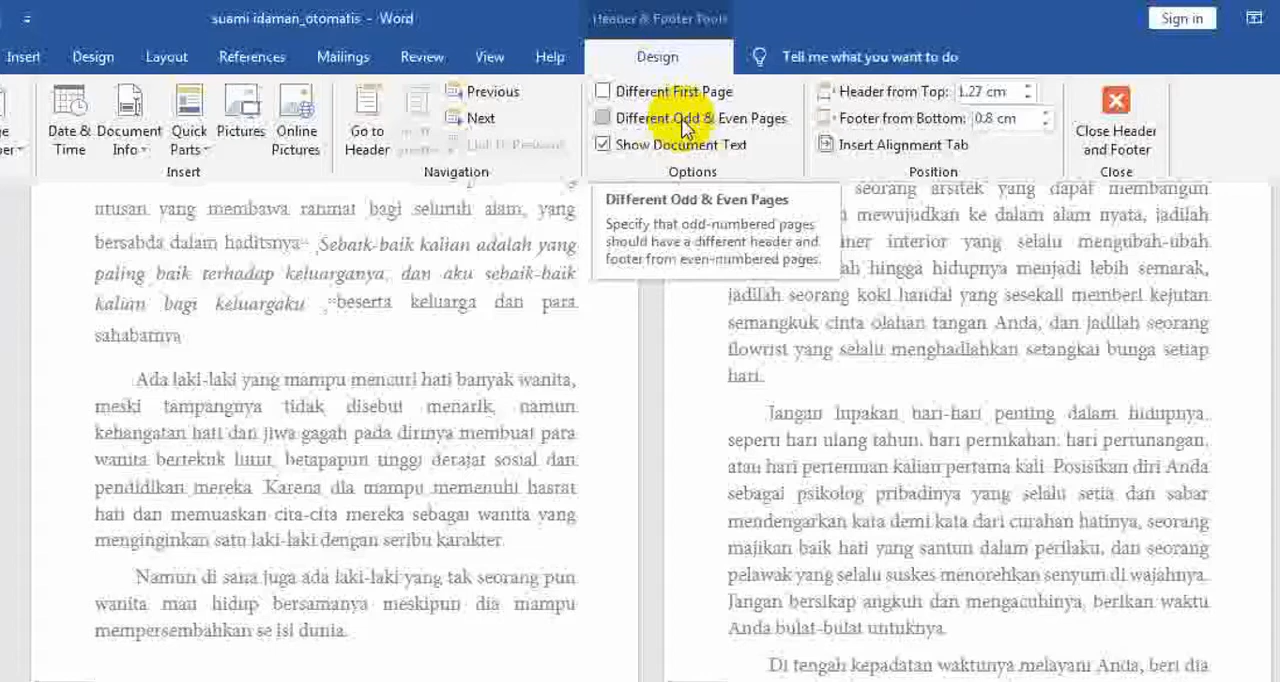 suami idaman_otomatis - Word
Header & Footer Tools
Sign in
Insert
Design
Layout
References
Mailings
Review
View
Help
Design
Tell me what you want to do
Date & Time
Document Info
Quick Parts
Pictures
Online Pictures
Insert
Go to Header
Previous
Next
Link to Previous
Navigation
Different First Page
Different Odd & Even Pages
Show Document Text
Options
Header from Top: 1.27 cm
Footer from Bottom: 0.8 cm
Insert Alignment Tab
Position
Close Header and Footer
Close
Different Odd & Even Pages
Specify that odd-numbered pages
should have a different header and
footer from even-numbered pages.
utusan yang membawa rahmat bagi seluruh alam, yang
bersabda dalam haditsnya Sebaik-baik kalian adalah yang
paling baik terhadap keluarganya, dan aku sebaik-baik
kalian bagi keluargaku beserta keluarga dan para
sahabatnya
Ada laki-laki yang mampu mencuri hati banyak wanita,
meski tampangnya tidak disebut menarik, namun
kehangatan hati dan jiwa gagah pada dirinya membuat para
wanita bertekuk lutut, betapapun tinggi derajat sosial dan
pendidikan mereka. Karena dia mampu memenuhi hasrat
hati dan memuaskan cita-cita mereka sebagai wanita yang
menginginkan satu laki-laki dengan seribu karakter.
Namun di sana juga ada laki-laki yang tak seorang pun
wanita mau hidup bersamanya meskipun dia mampu
mempersembahkan se isi dunia.
seorang arsitek yang dapat membangun
mewujudkan ke dalam alam nyata, jadilah
interior yang selalu mengubah-ubah
hingga hidupnya menjadi lebih semarak,
jadilah seorang koki handal yang sesekali memberi kejutan
semangkuk cinta olahan tangan Anda, dan jadilah seorang
flowrist yang selalu menghadiahkan setangkai bunga setiap
hari.
Jangan lupakan hari-hari penting dalam hidupnya,
seperti hari ulang tahun, hari pernikahan, hari pertunangan,
atau hari pertemuan kalian pertama kali. Posisikan diri Anda
sebagai psikolog pribadinya yang selalu setia dan sabar
mendengarkan kata demi kata dari curahan hatinya, seorang
majikan baik hati yang santun dalam perilaku, dan seorang
pelawak yang selalu suskes menorehkan senyum di wajahnya.
Jangan bersikap angkuh dan mengacuhinya, berikan waktu
Anda bulat-bulat untuknya.
Di tengah kepadatan waktunya melayani Anda, beri dia